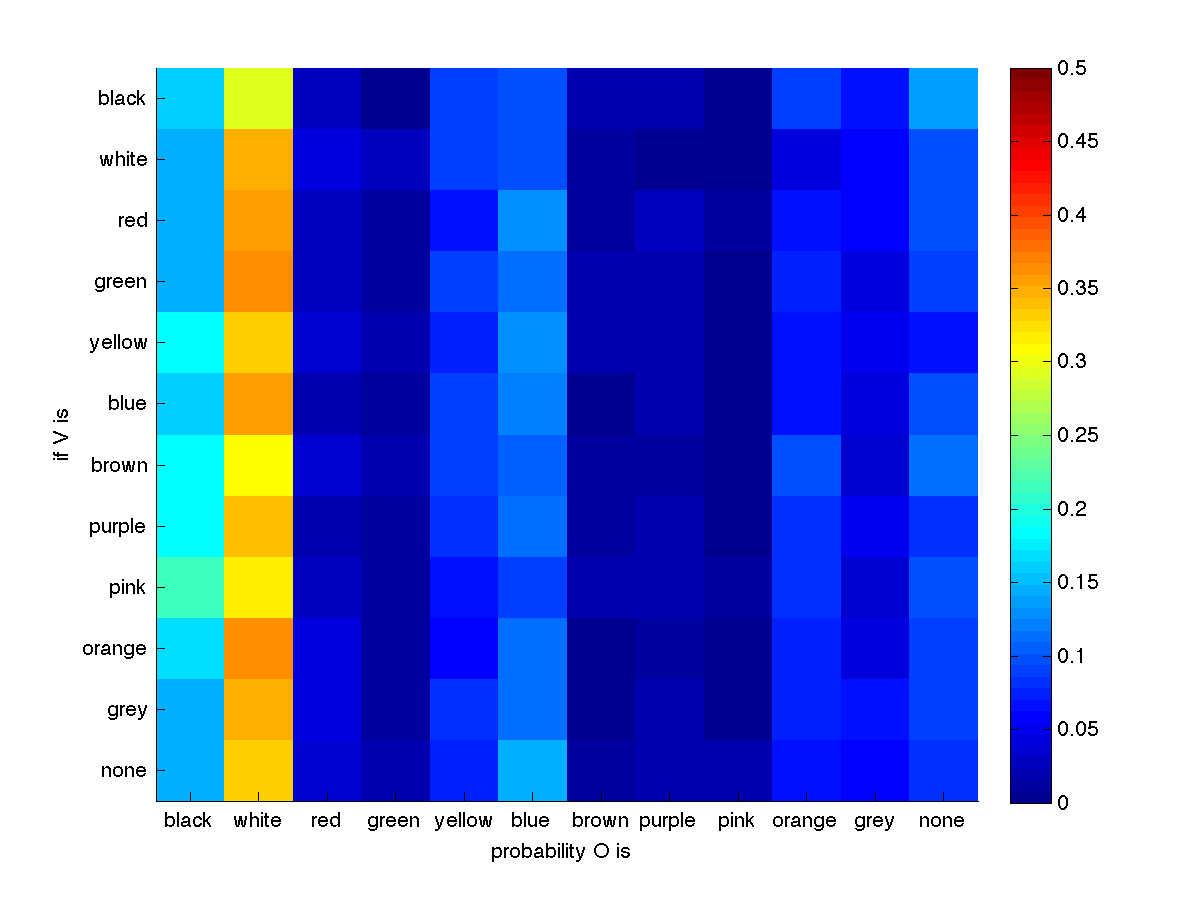 black
white
red
green
yellow
blue
brown
purple
pink
orange
grey
none
if V is
black white red green yellow blue brown purple pink orange grey none
probability O is
0.5
0.45
0.4
0.35
0.3
0.25
0.2
0.15
0.1
0.05
0